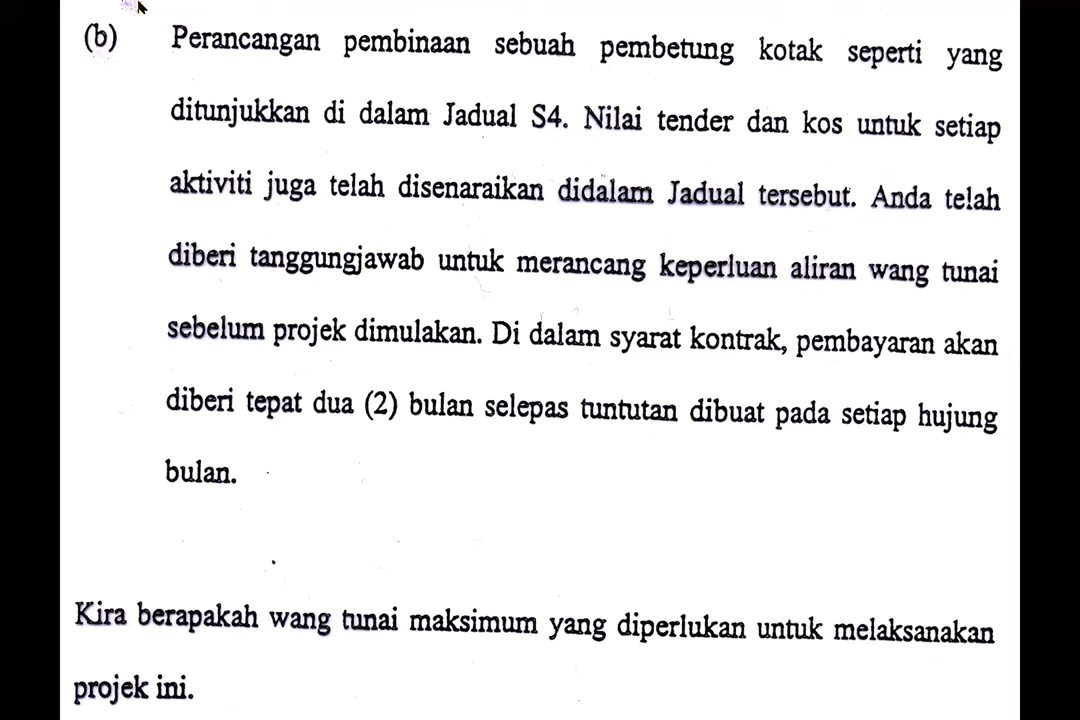 (b) Perancangan pembinaan sebuah pembetung kotak seperti yang
ditunjukkan di dalam Jadual S4. Nilai tender dan kos untuk setiap
aktiviti juga telah disenaraikan didalam Jadual tersebut. Anda telah
diberi tanggungjawab untuk merancang keperluan aliran wang tunai
sebelum projek dimulakan. Di dalam syarat kontrak, pembayaran akan
diberi tepat dua (2) bulan selepas tuntutan dibuat pada setiap hujung
bulan.
Kira berapakah wang tunai maksimum yang diperlukan untuk melaksanakan
projek ini.